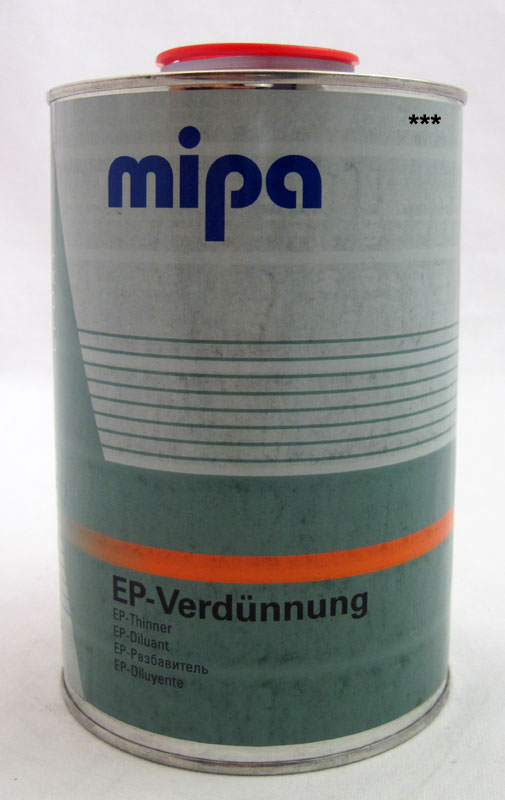 ***
mipa
EP-Verdünnung
EP-Thinner
EP-Diluant
EP-Разбавитель
EP-Diluyente